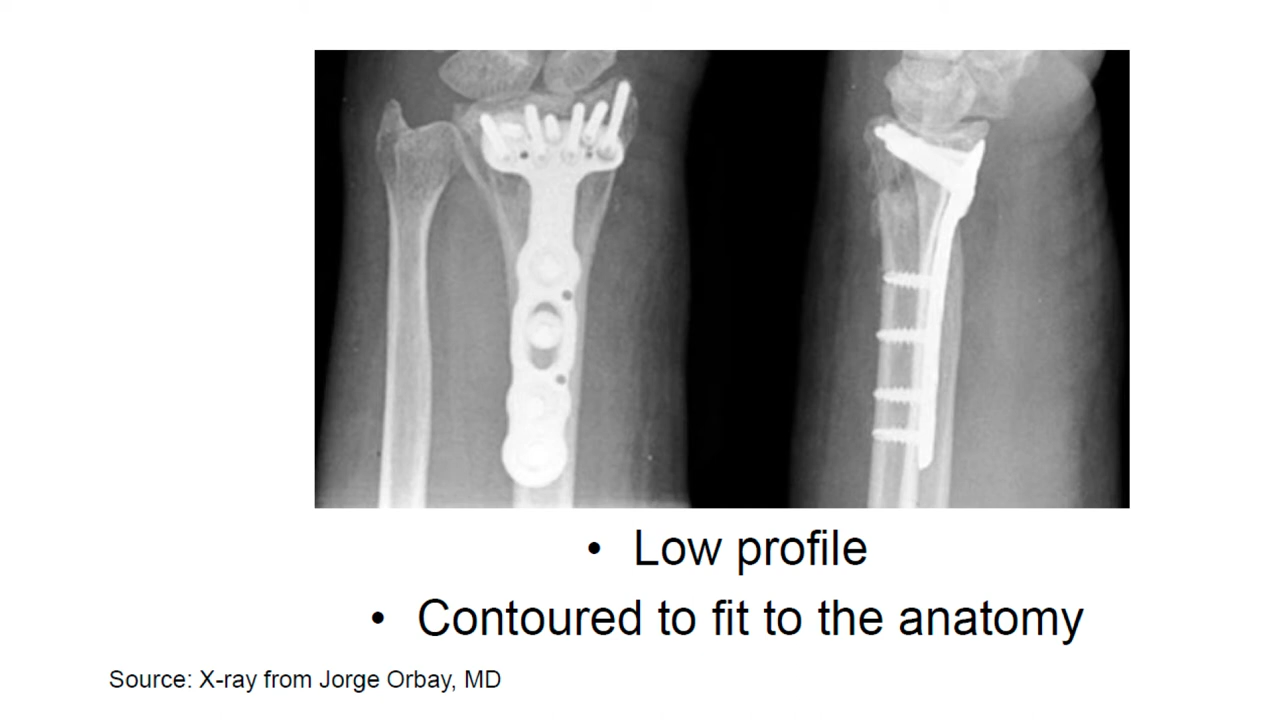 • Low profile
• Contoured to fit to the anatomy
Source: X-ray from Jorge Orbay, MD